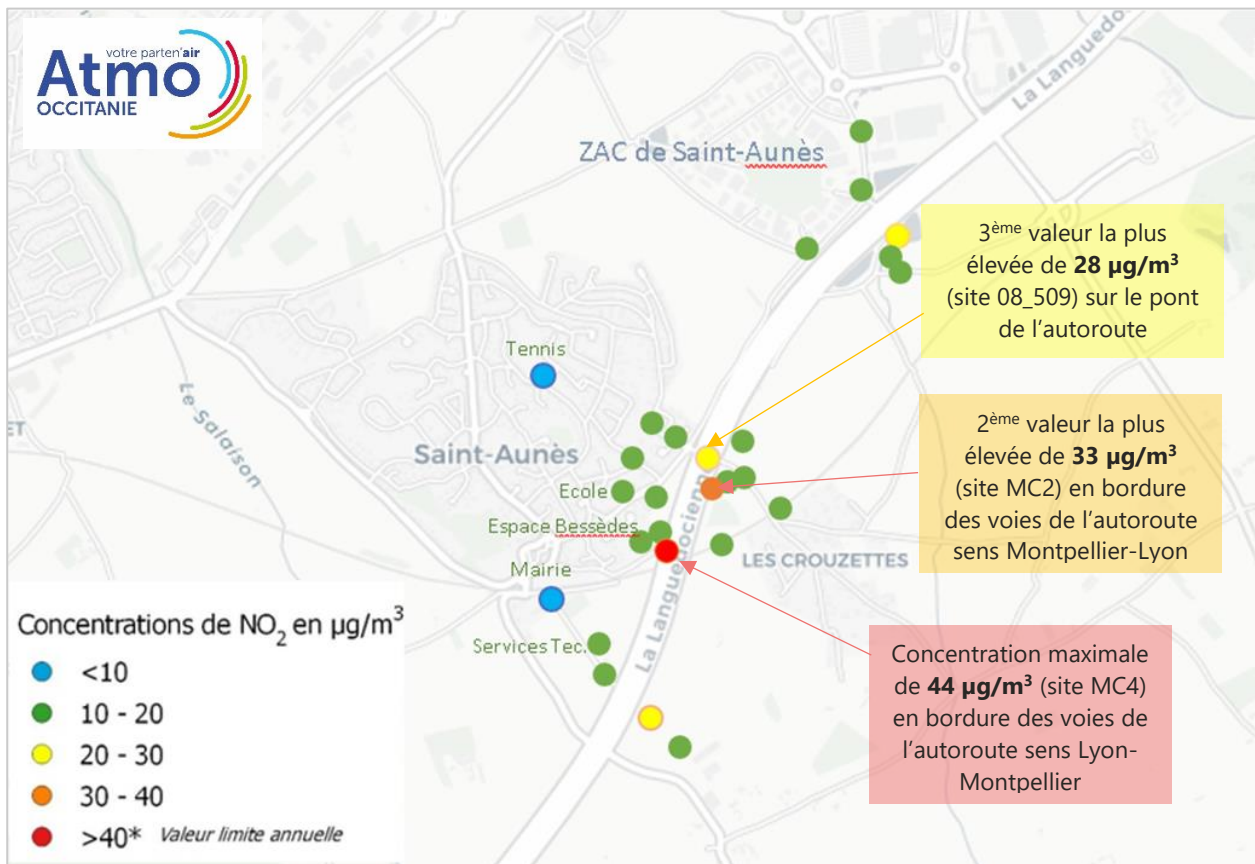 votre parten'air
Atmo
OCCITANIE
La Languedo
ZAC de Saint-Aunès
3ème valeur la plus
élevée de 28 µg/m³
(site 08_509) sur le pont
de l'autoroute
Tennis
Le Salaison
ET
Saint-Aunès
2ème valeur la plus
élevée de 33 µg/m³
(site MC2) en bordure
des voies de l'autoroute
sens Montpellier-Lyon
Ecole
Espace Bessèdes
LES CROUZETTES
Mairie
La Languedocienne
Services Tec.
Concentration maximale
de 44 µg/m³ (site MC4)
en bordure des voies de
l'autoroute sens Lyon-
Montpellier
Concentrations de NO₂ en µg/m³
<10
10 - 20
20 - 30
30 - 40
>40* Valeur limite annuelle